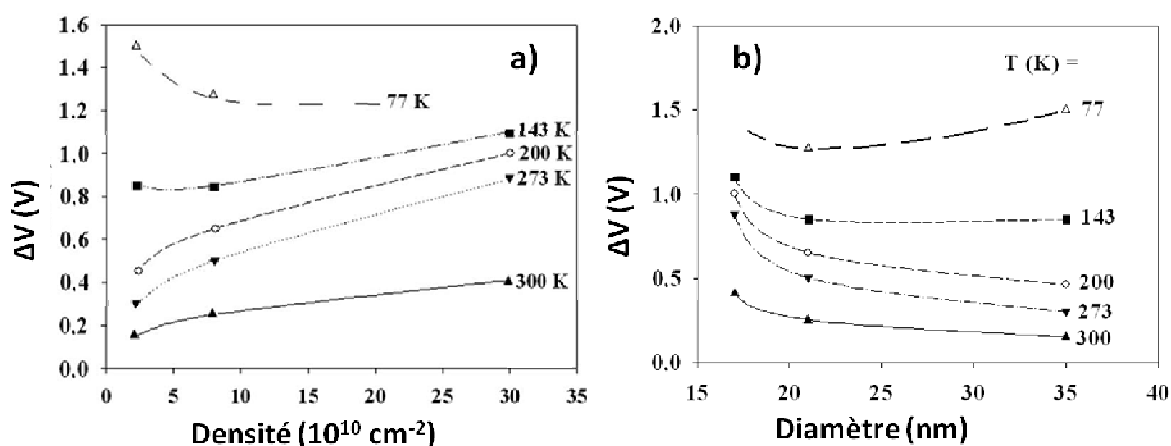 a)
1.6
1.4
1.2
1.0
0.8
0.6
0.4
0.2
0.0
ΔV (V)
77 K
143 K
200 K
273 K
300 K
0 5 10 15 20 25 30 35
Densité (10¹⁰ cm⁻²)
b)
T (K) =
2.0
1.5
1.0
0.5
0.0
ΔV (V)
77
143
200
273
300
15 20 25 30 35 40
Diamètre (nm)